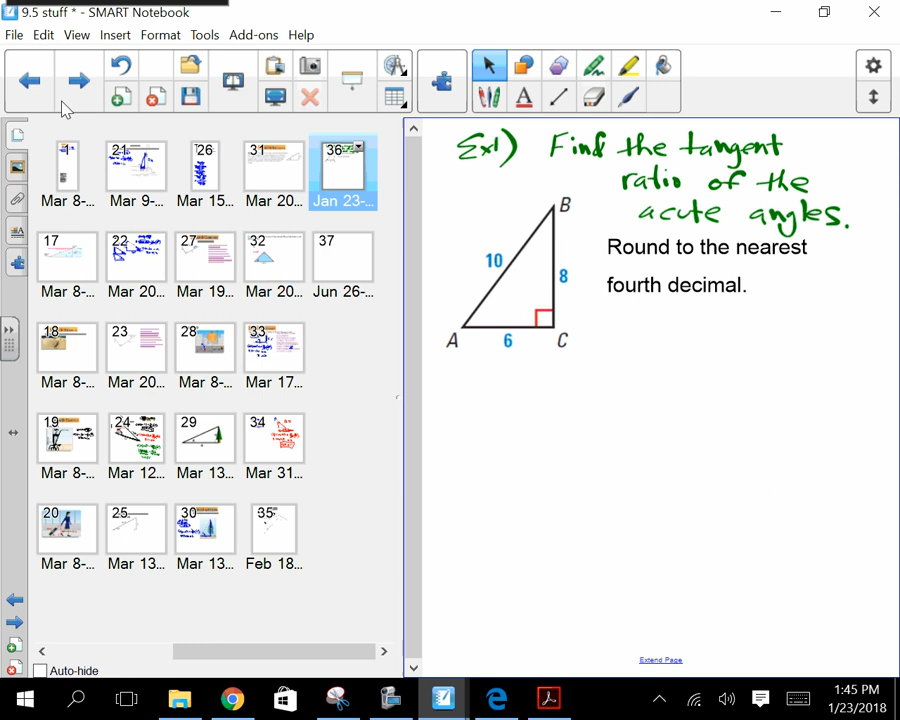 9.5 stuff * - SMART Notebook
File Edit View Insert Format Tools Add-ons Help
1 21 26 31 36
Mar 8-... Mar 9-... Mar 15... Mar 20... Jan 23-...
17 22 27 32 37
Mar 8-... Mar 20... Mar 19... Mar 20... Jun 26-...
18 23 28 33
Mar 8-... Mar 20... Mar 8-... Mar 17...
19 24 29 34
Mar 8-... Mar 12... Mar 13... Mar 31...
20 25 30 35
Mar 8-... Mar 13... Mar 13... Feb 18...
Auto-hide
Ex1) Find the tangent
ratio of the
acute angles.
Round to the nearest
fourth decimal.
B
10
8
A 6 C
Extend Page
1:45 PM
1/23/2018